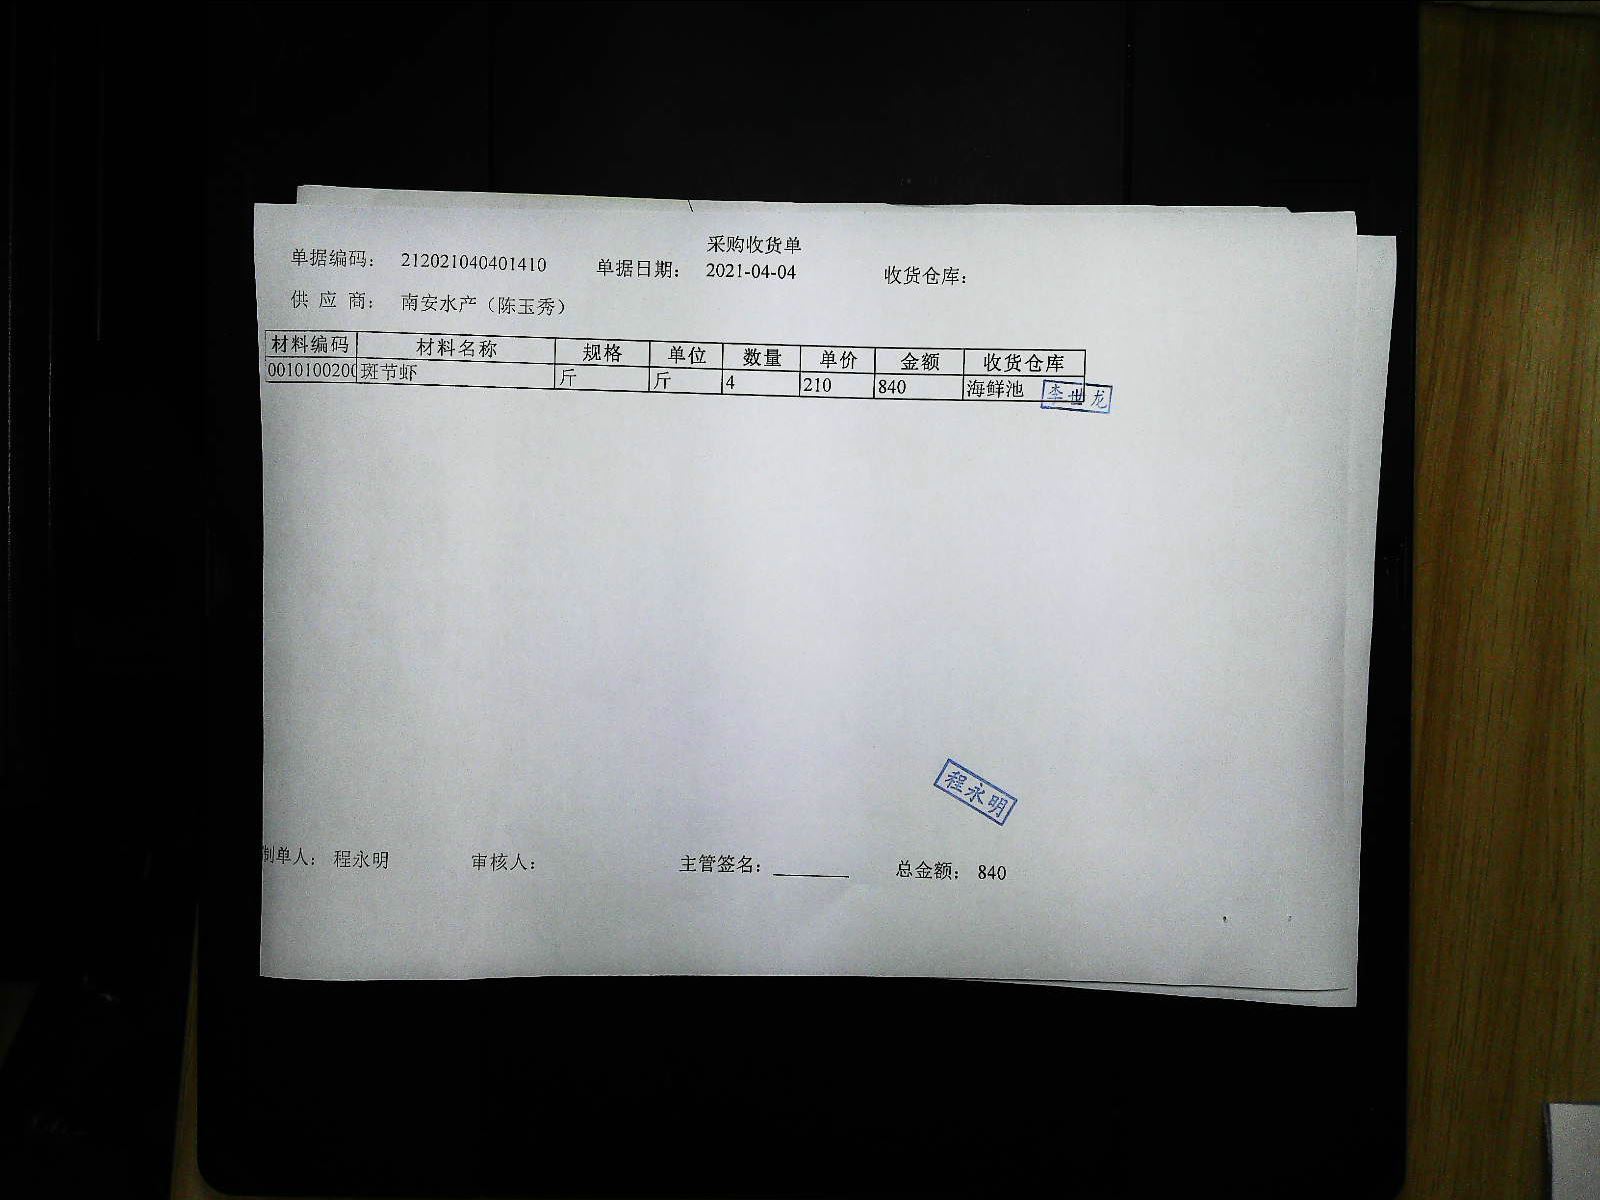 采购收货单
单据编码： 212021040401410 单据日期： 2021-04-04 收货仓库：
供 应 商： 南安水产（陈玉秀）
材料编码 材料名称 规格 单位 数量 单价 金额 收货仓库
0010100200 斑节虾 斤 斤 4 210 840 海鲜池
李世龙
程永明
制单人： 程永明 审核人： 主管签名： 总金额： 840